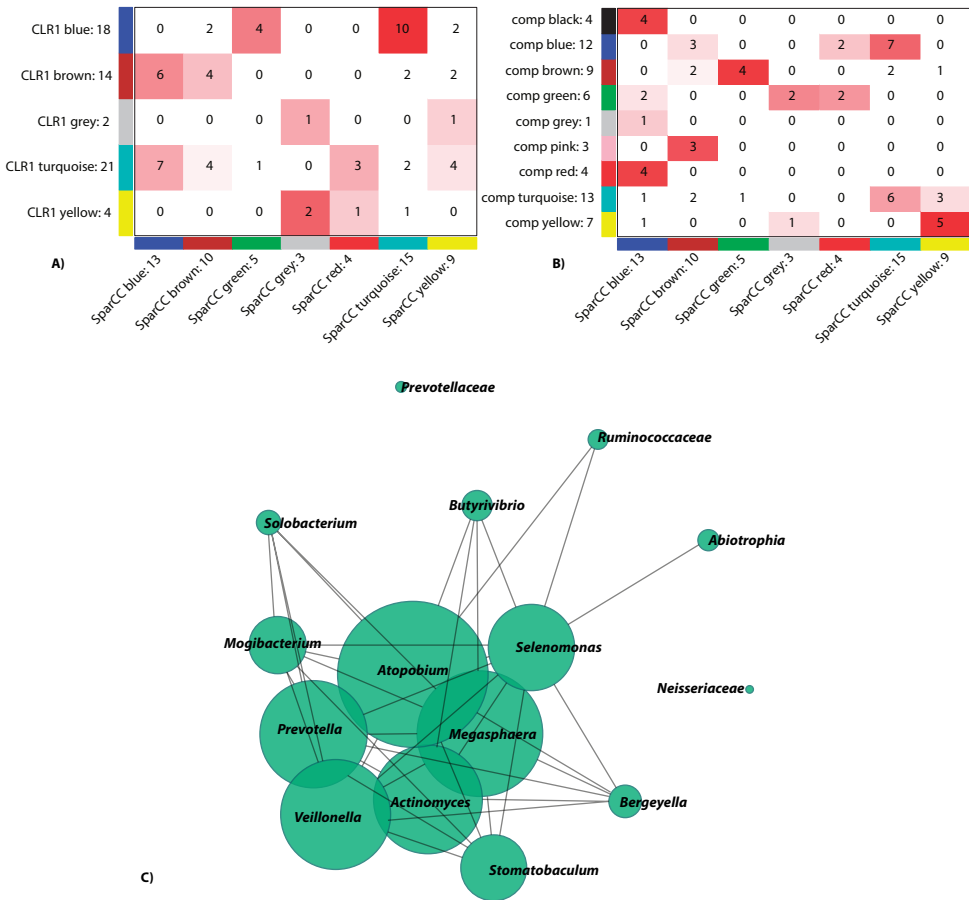 CLR1 blue: 18 0 2 4 0 0 10 2
CLR1 brown: 14 6 4 0 0 0 2 2
CLR1 grey: 2 0 0 0 1 0 0 1
CLR1 turquoise: 21 7 4 1 0 3 2 4
CLR1 yellow: 4 0 0 0 2 1 1 0
A)
SparCC blue: 13
SparCC brown: 10
SparCC green: 5
SparCC grey: 3
SparCC red: 4
SparCC turquoise: 15
SparCC yellow: 9
comp black: 4 4 0 0 0 0 0 0
comp blue: 12 0 3 0 0 2 7 0
comp brown: 9 0 2 4 0 0 2 1
comp green: 6 2 0 0 2 2 0 0
comp grey: 1 1 0 0 0 0 0 0
comp pink: 3 0 3 0 0 0 0 0
comp red: 4 4 0 0 0 0 0 0
comp turquoise: 13 1 2 1 0 0 6 3
comp yellow: 7 1 0 0 1 0 0 5
B)
SparCC blue: 13
SparCC brown: 10
SparCC green: 5
SparCC grey: 3
SparCC red: 4
SparCC turquoise: 15
SparCC yellow: 9
Prevotellaceae
Ruminococcaceae
Butyrivibrio
Solobacterium
Abiotrophia
Mogibacterium
Selenomonas
Atopobium
Neisseriaceae
Prevotella
Megasphaera
Actinomyces
Bergeyella
Veillonella
Stomatobaculum
C)